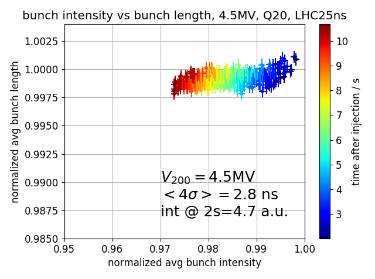 bunch intensity vs bunch length, 4.5MV, Q20, LHC25ns
normalized avg bunch length
1.0025
1.0000
0.9975
0.9950
0.9925
0.9900
0.9875
0.9850
V₂₀₀ = 4.5MV
< 4σ > = 2.8 ns
int @ 2s=4.7 a.u.
0.95 0.96 0.97 0.98 0.99 1.00
normalized avg bunch intensity
10
9
8
7
6
5
4
3
time after injection / s